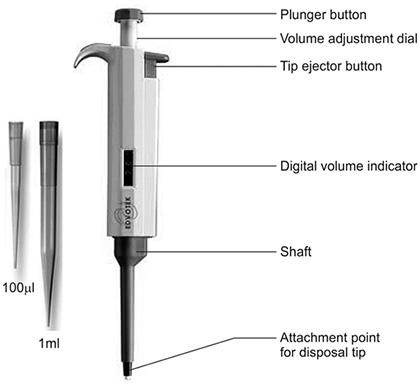 Plunger button
Volume adjustment dial
Tip ejector button
Digital volume indicator
EDVOTEK
Shaft
100µl
1ml
Attachment point
for disposal tip